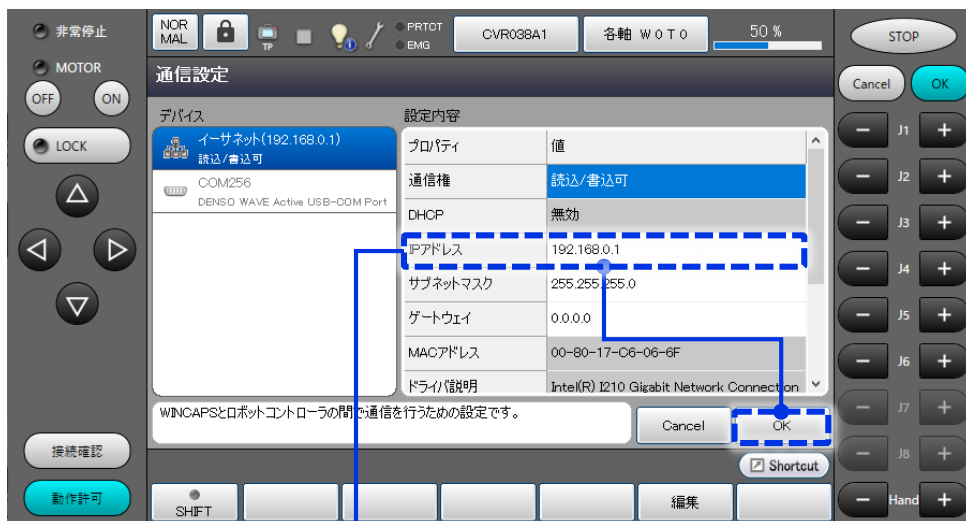 非常停止
MOTOR
OFF
ON
LOCK
接続確認
動作許可
NOR
MAL
TP
PRTCT
EMG
CVR038A1
各軸 W 0 T 0
50 %
通信設定
デバイス
イーサネット(192.168.0.1)
読込/書込可
COM256
DENSO WAVE Active USB-COM Port
設定内容
プロパティ
値
通信権
読込/書込可
DHCP
無効
IPアドレス
192.168.0.1
サブネットマスク
255.255.255.0
ゲートウェイ
0.0.0.0
MACアドレス
00-80-17-C6-06-6F
ドライバ説明
Intel(R) I210 Gigabit Network Connection
WINCAPSとロボットコントローラの間で通信を行うための設定です。
Cancel
OK
Shortcut
SHIFT
編集
STOP
Cancel
OK
− J1 +
− J2 +
− J3 +
− J4 +
− J5 +
− J6 +
− J7 +
− J8 +
− Hand +